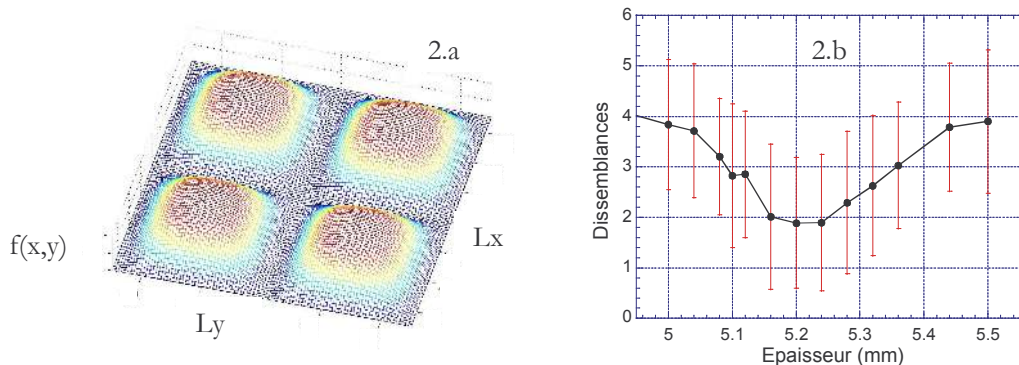 2.a
f(x,y)
Lx
Ly
2.b
Dissemblances
6
5
4
3
2
1
0
5 5.1 5.2 5.3 5.4 5.5
Epaisseur (mm)